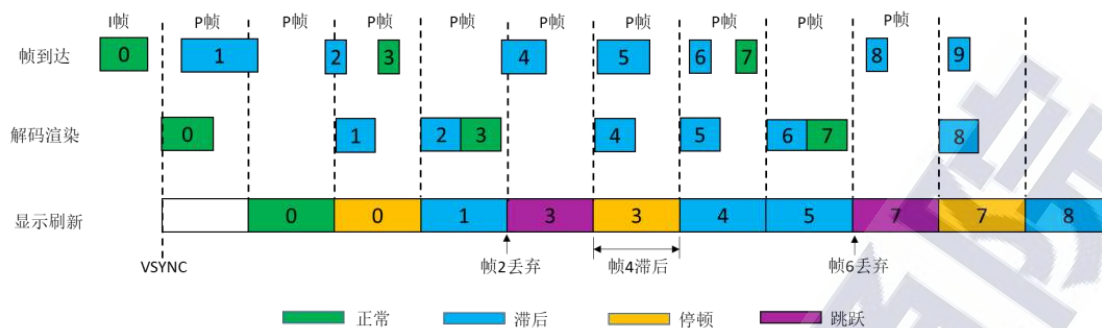 I帧 P帧 P帧 P帧 P帧 P帧 P帧 P帧 P帧
帧到达 0 1 2 3 4 5 6 7 8 9
解码渲染 0 1 2 3 4 5 6 7 8
显示刷新 0 0 1 3 3 4 5 7 7 8
VSYNC 帧2丢弃 帧4滞后 帧6丢弃
正常 滞后 停顿 跳跃